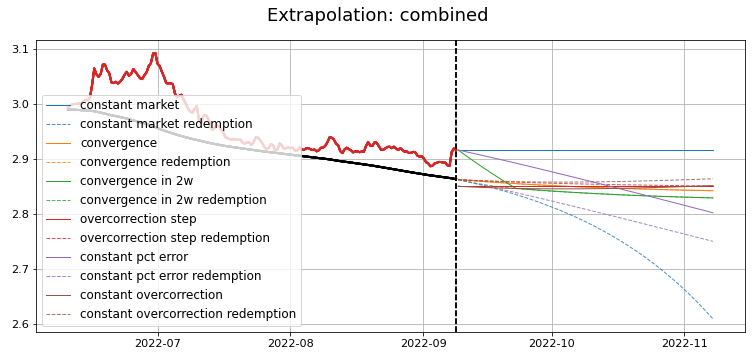 Extrapolation: combined
3.1
3.0
2.9
2.8
2.7
2.6
constant market
constant market redemption
convergence
convergence redemption
convergence in 2w
convergence in 2w redemption
overcorrection step
overcorrection step redemption
constant pct error
constant pct error redemption
constant overcorrection
constant overcorrection redemption
2022-07 2022-08 2022-09 2022-10 2022-11